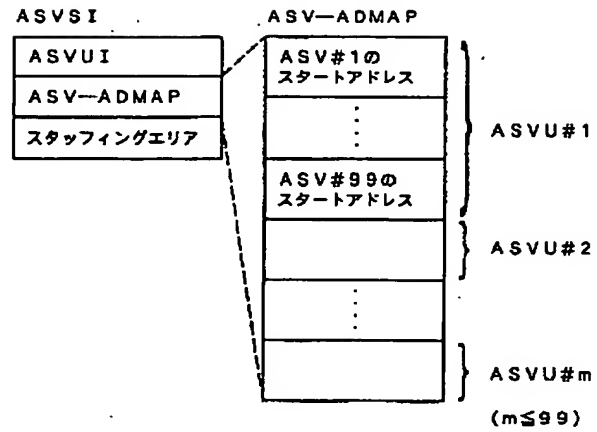 ASVSI
ASVUI
ASV—ADMAP
スタッフィングエリア
ASV—ADMAP
ASV#1の
スタートアドレス
ASV#99の
スタートアドレス
ASVU#1
ASVU#2
ASVU#m
(m≦99)